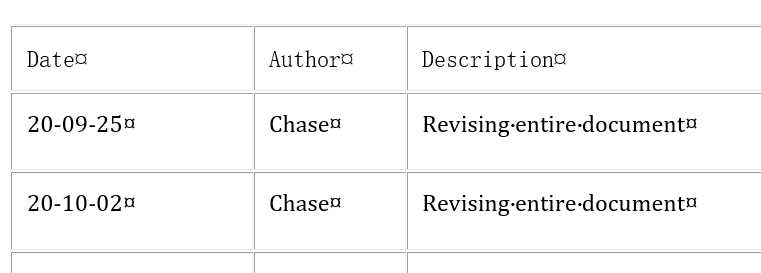 Date¤ Author¤ Description¤
20-09-25¤ Chase¤ Revising·entire·document¤
20-10-02¤ Chase¤ Revising·entire·document¤